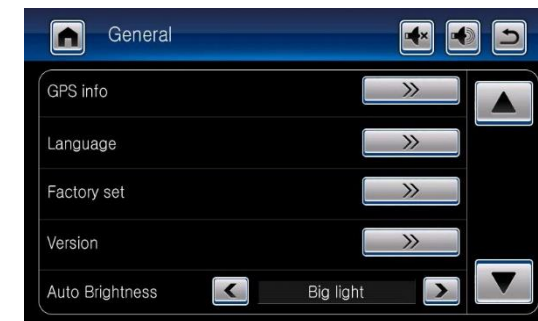 General
GPS info
Language
Factory set
Version
Auto Brightness Big light